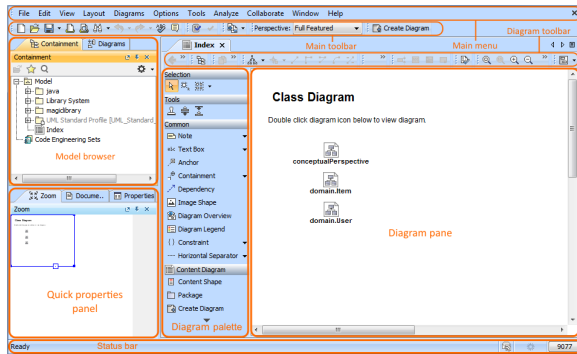 File Edit View Layout Diagrams Options Tools Analyze Collaborate Window Help
Diagram toolbar
Perspective: Full Featured Create Diagram
Main toolbar Main menu
Containment Diagrams
Index
Containment
Model
java
Library System
magiclibrary
UML Standard Profile [UML_Standard_
Index
Code Engineering Sets
Model browser
Zoom Docume.. Properties
Zoom
Quick properties
panel
Selection
Tools
Common
Note
abc Text Box
Anchor
Containment
Dependency
Image Shape
Diagram Overview
Diagram Legend
{} Constraint
Horizontal Separator
Content Diagram
Content Shape
Package
Create Diagram
Diagram palette
Class Diagram
Double click diagram icon below to view diagram.
conceptualPerspective
domain.Item
domain.User
Diagram pane
Ready Status bar 9077